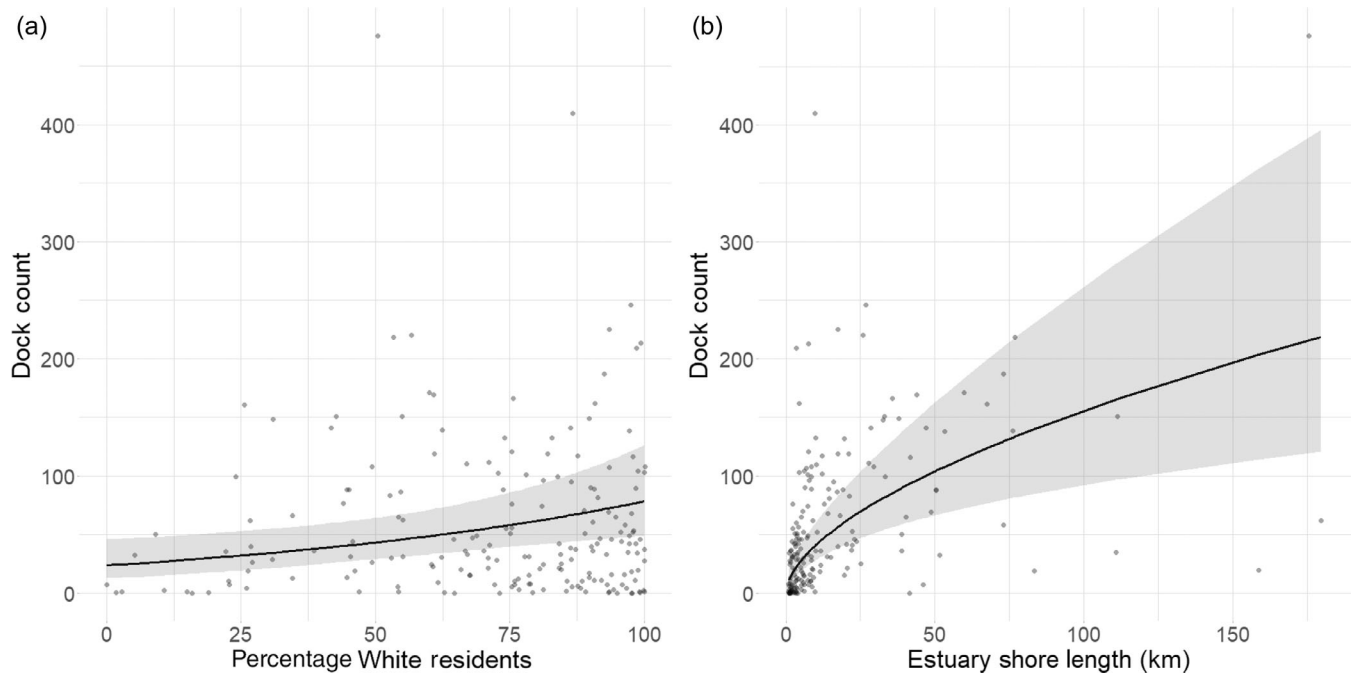 (a)
Dock count
400
300
200
100
0
0 25 50 75 100
Percentage White residents
(b)
Dock count
400
300
200
100
0
0 50 100 150
Estuary shore length (km)